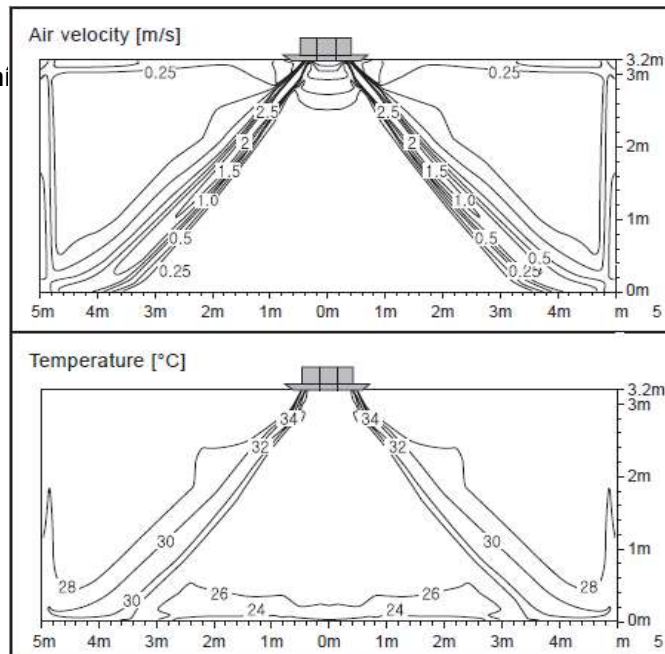 Air velocity [m/s]
3.2m
0.25 0.25
3m
2.5 2.5
2 2
2m
1.5 1.5
1.0 1.0
1m
0.5 0.5 0.5
0.25 0.25
0m
5m 4m 3m 2m 1m 0m 1m 2m 3m 4m m 5
Temperature [°C]
3.2m
3m
34 34
32 32
2m
30 30
1m
28 30 26 26 28
24 24
0m
5m 4m 3m 2m 1m 0m 1m 2m 3m 4m m 5